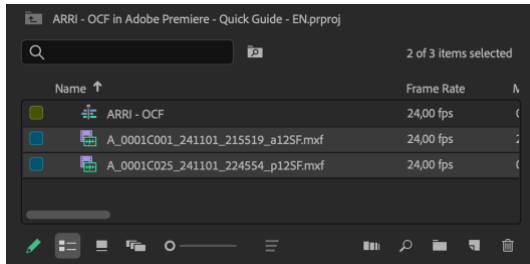 ARRI - OCF in Adobe Premiere - Quick Guide - EN.prproj
2 of 3 items selected
Name Frame Rate
ARRI - OCF 24,00 fps
A_0001C001_241101_215519_a12SF.mxf 24,00 fps
A_0001C025_241101_224554_p12SF.mxf 24,00 fps